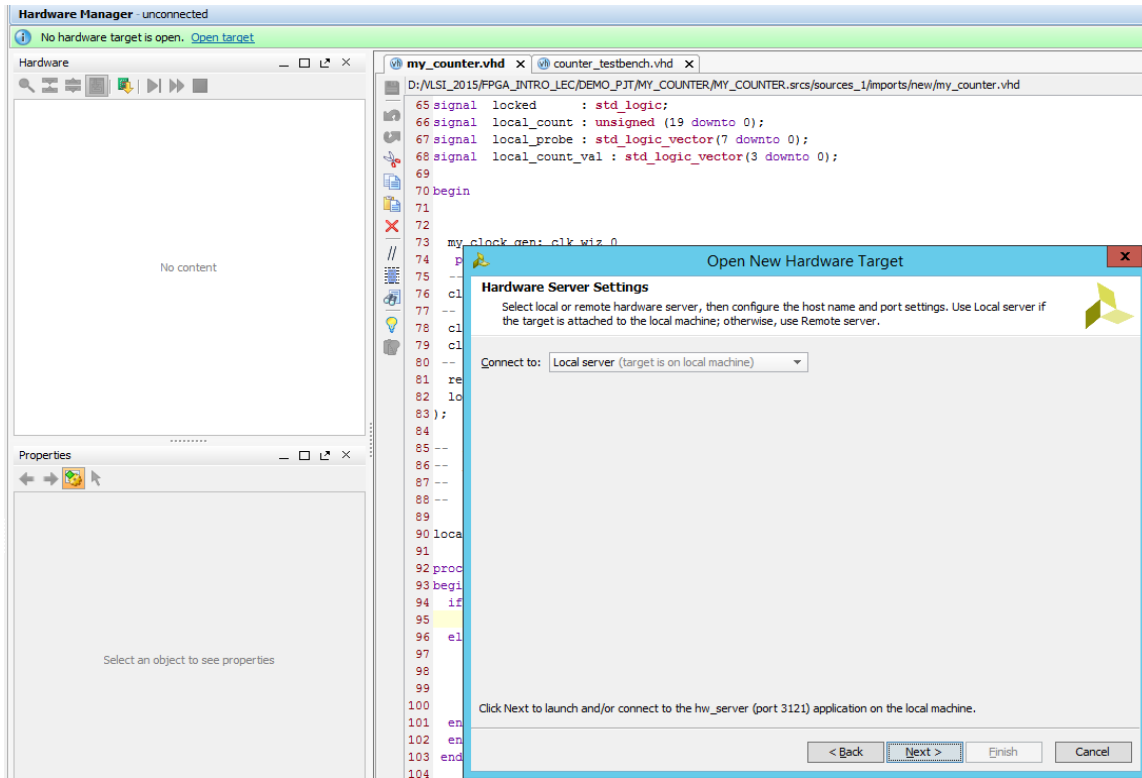 Hardware Manager - unconnected
No hardware target is open. Open target
Hardware
No content
Properties
Select an object to see properties
my_counter.vhd
counter_testbench.vhd
D:/VLSI_2015/FPGA_INTRO_LEC/DEMO_PJT/MY_COUNTER/MY_COUNTER.srcs/sources_1/imports/new/my_counter.vhd
65 signal locked : std_logic;
66 signal local_count : unsigned (19 downto 0);
67 signal local_probe : std_logic_vector(7 downto 0);
68 signal local_count_val : std_logic_vector(3 downto 0);
69
70 begin
71
72
73 my_clock_gen: clk_wiz_0
74 p
75 --
76 cl
77 --
78 cl
79 cl
80 --
81 re
82 lo
83 );
84
85 --
86 --
87 --
88 --
89
90 loca
91
92 proc
93 begi
94 if
95
96 el
97
98
99
100
101 en
102 en
103 end
104
//
Open New Hardware Target
x
Hardware Server Settings
Select local or remote hardware server, then configure the host name and port settings. Use Local server if
the target is attached to the local machine; otherwise, use Remote server.
Connect to: Local server (target is on local machine)
Click Next to launch and/or connect to the hw_server (port 3121) application on the local machine.
< Back Next > Finish Cancel